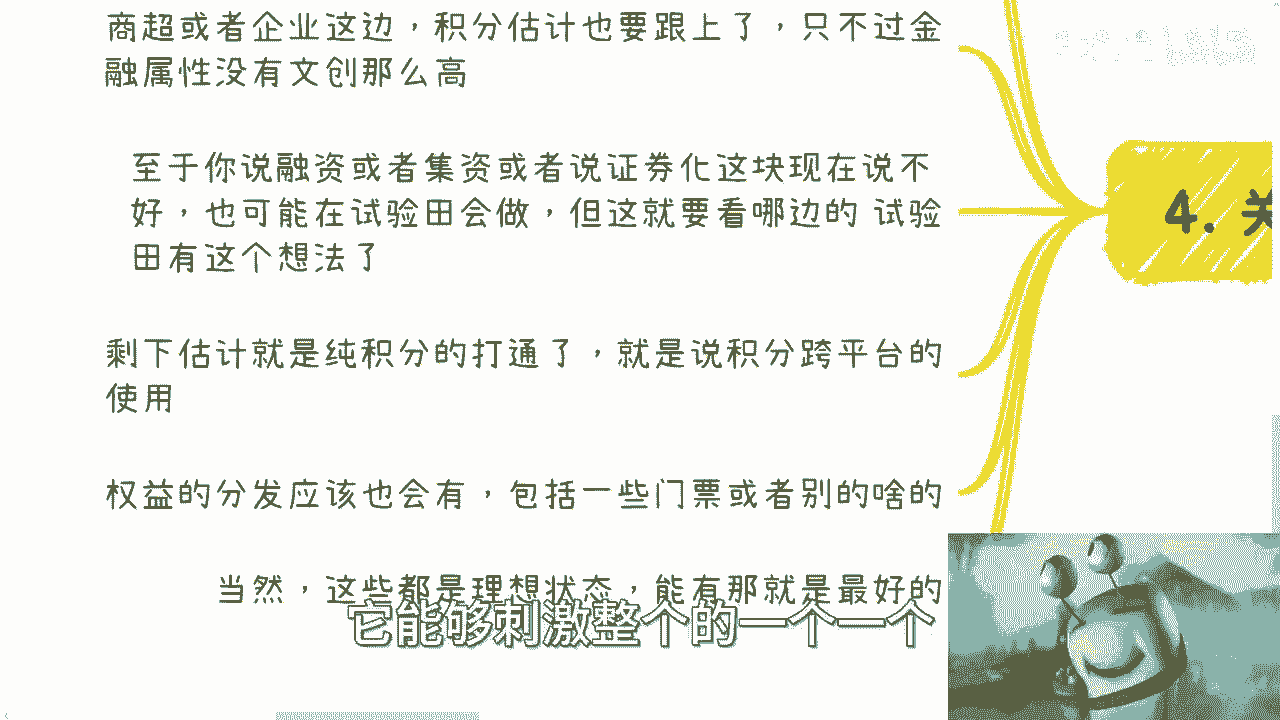 商超或者企业这边，积分估计也要跟上了，只不过金
融属性没有文创那么高
至于你说融资或者集资或者说证券化这块现在说不
好，也可能在试验田会做，但这就要看哪边的 试验
田有这个想法了
剩下估计就是纯积分的打通了，就是说积分跨平台的
使用
权益的分发应该也会有，包括一些门票或者别的啥的
当然，这些都是理想状态，能有那就是最好的
它能够刺激整个的一个一个
4. 关